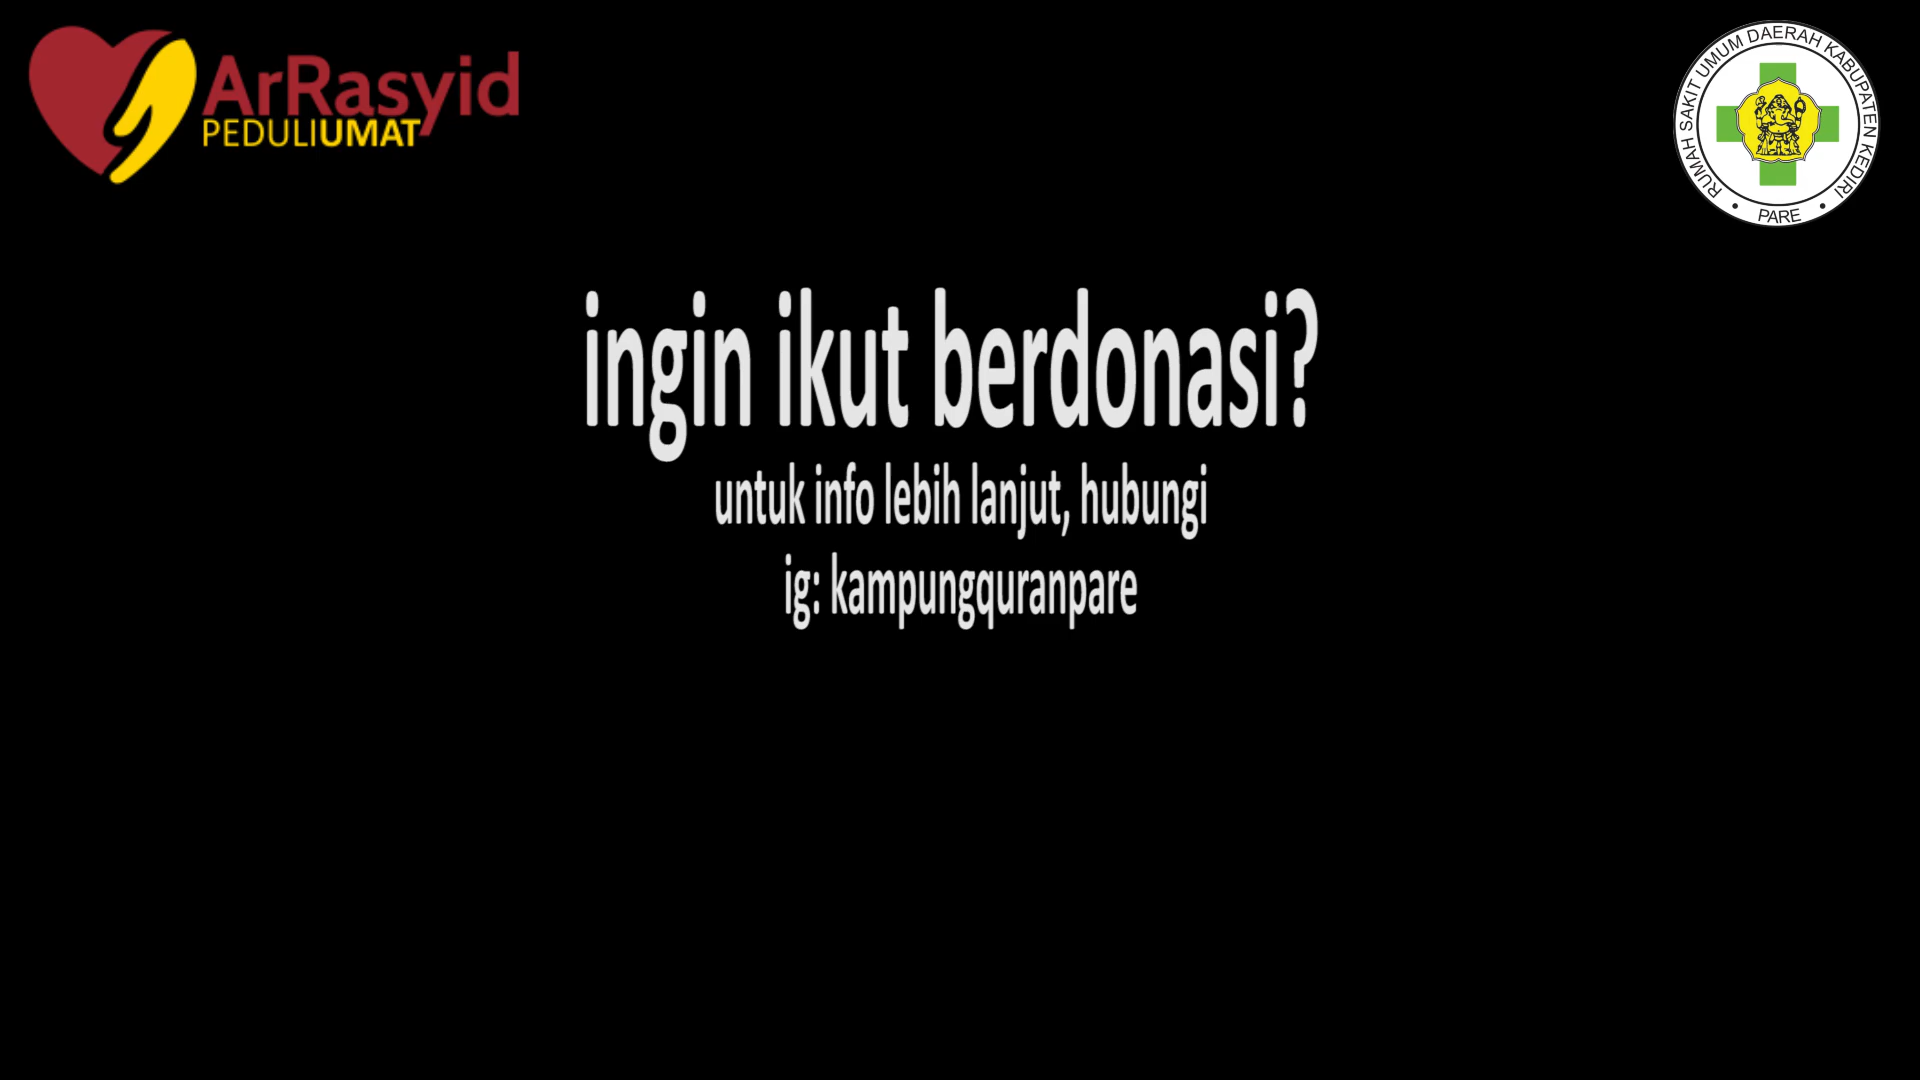 ArRasyid
PEDULIUMAT
RUMAH SAKIT UMUM DAERAH KABUPATEN KEDIRI
• PARE •
ingin ikut berdonasi?
untuk info lebih lanjut, hubungi
ig: kampungquranpare